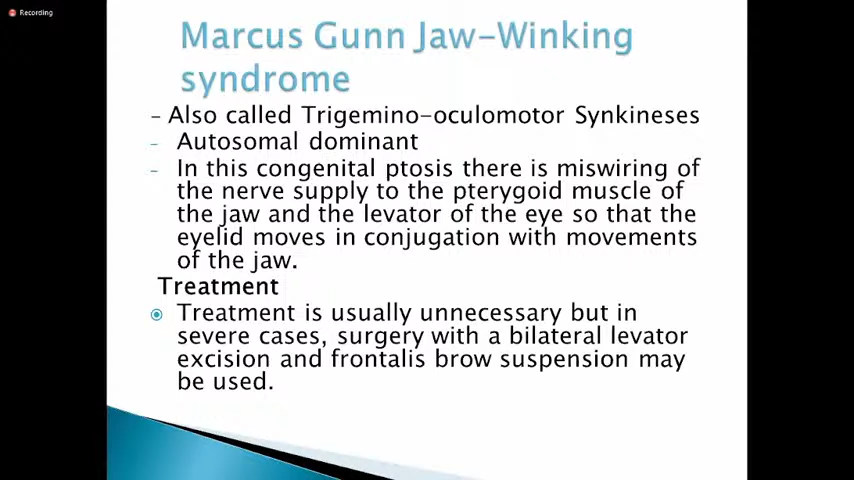 Recording
Marcus Gunn Jaw-Winking
syndrome
- Also called Trigemino-oculomotor Synkineses
- Autosomal dominant
- In this congenital ptosis there is miswiring of
the nerve supply to the pterygoid muscle of
the jaw and the levator of the eye so that the
eyelid moves in conjugation with movements
of the jaw.
Treatment
Treatment is usually unnecessary but in
severe cases, surgery with a bilateral levator
excision and frontalis brow suspension may
be used.